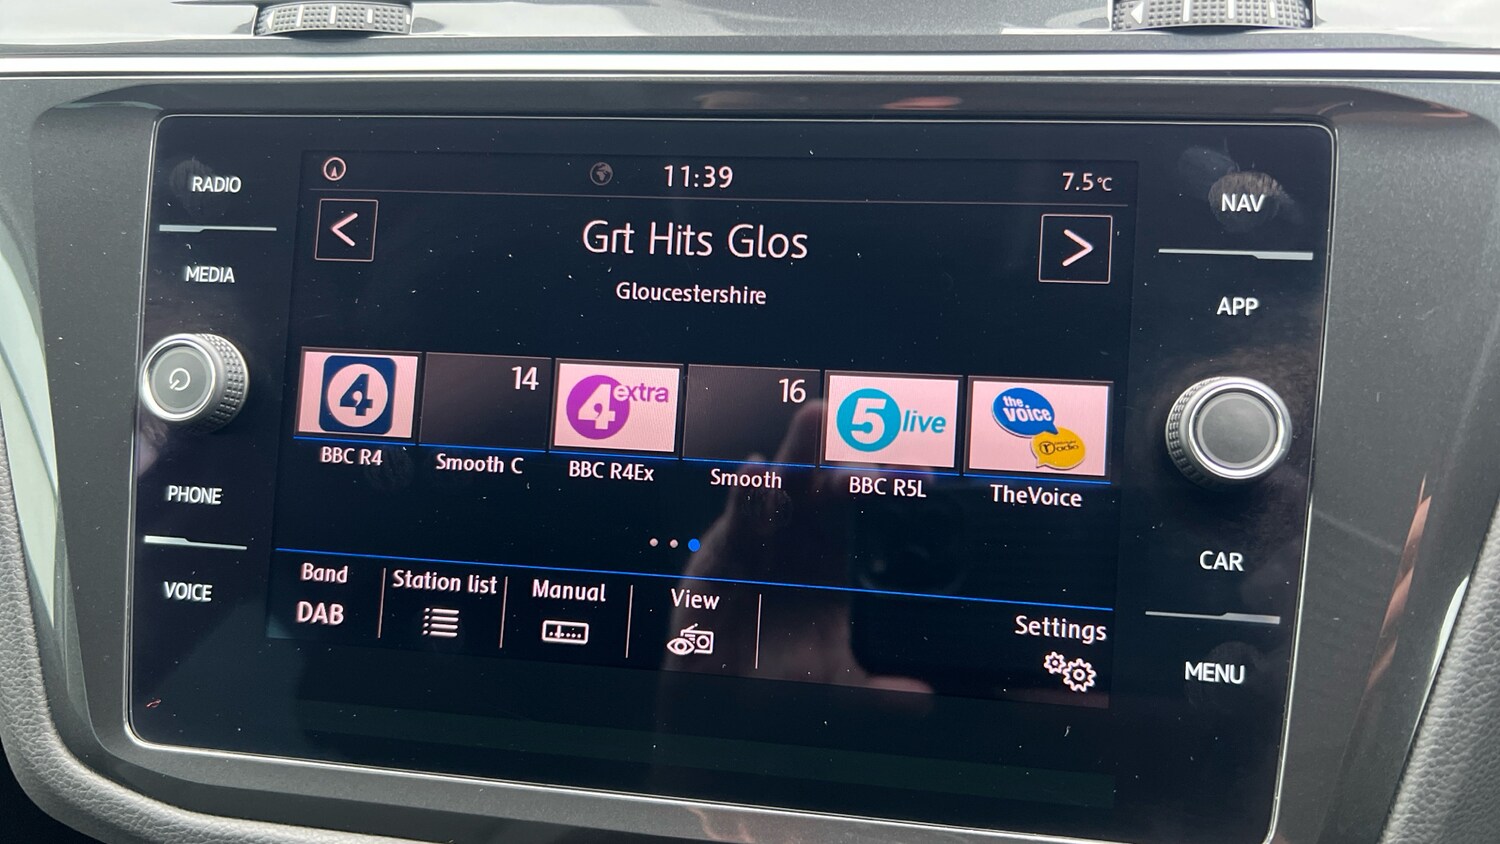 RADIO
MEDIA
PHONE
VOICE
11:39
7.5°C
<
Grt Hits Glos
>
Gloucestershire
4
14
4 extra
16
5 live
the voice
Radio
BBC R4
Smooth C
BBC R4Ex
Smooth
BBC R5L
TheVoice
Band
DAB
Station list
Manual
View
Settings
NAV
APP
CAR
MENU